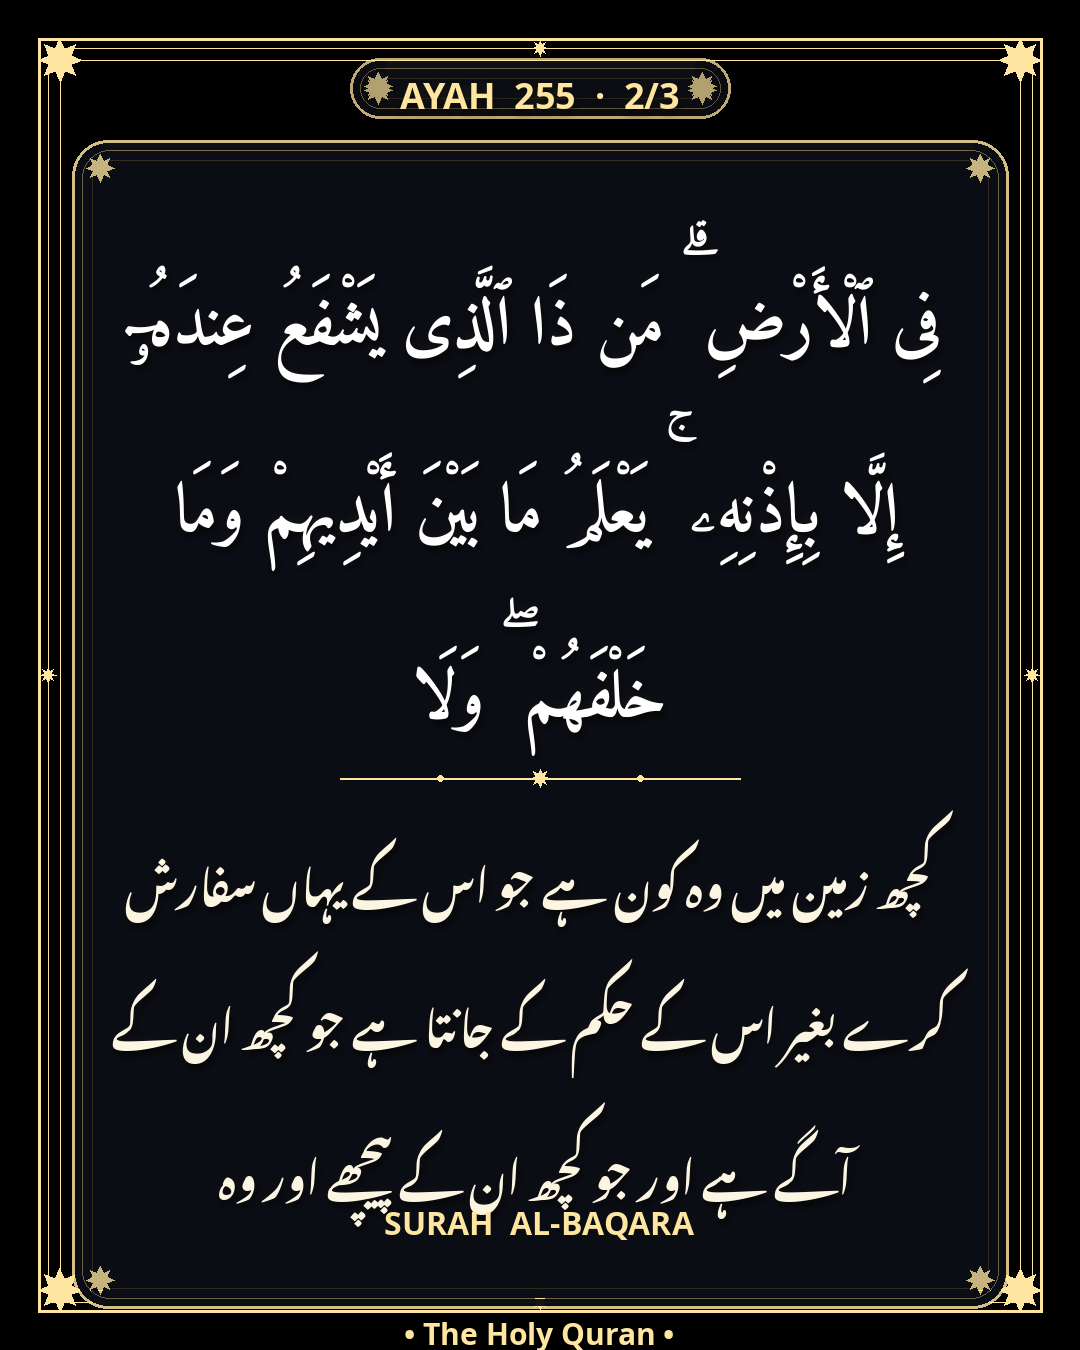 AYAH 255 · 2/3
فِى ٱلْأَرْضِ ۗ مَن ذَا ٱلَّذِى يَشْفَعُ عِندَهُۥٓ
إِلَّا بِإِذْنِهِۦ ۚ يَعْلَمُ مَا بَيْنَ أَيْدِيهِمْ وَمَا
خَلْفَهُمْ ۖ وَلَا
کچھ زمین میں وہ کون ہے جو اس کے یہاں سفارش
کرے بغیر اس کے حکم کے جانتا ہے جو کچھ ان کے
آگے ہے اور جو کچھ ان کے پیچھے اور وہ
SURAH AL-BAQARA
• The Holy Quran •